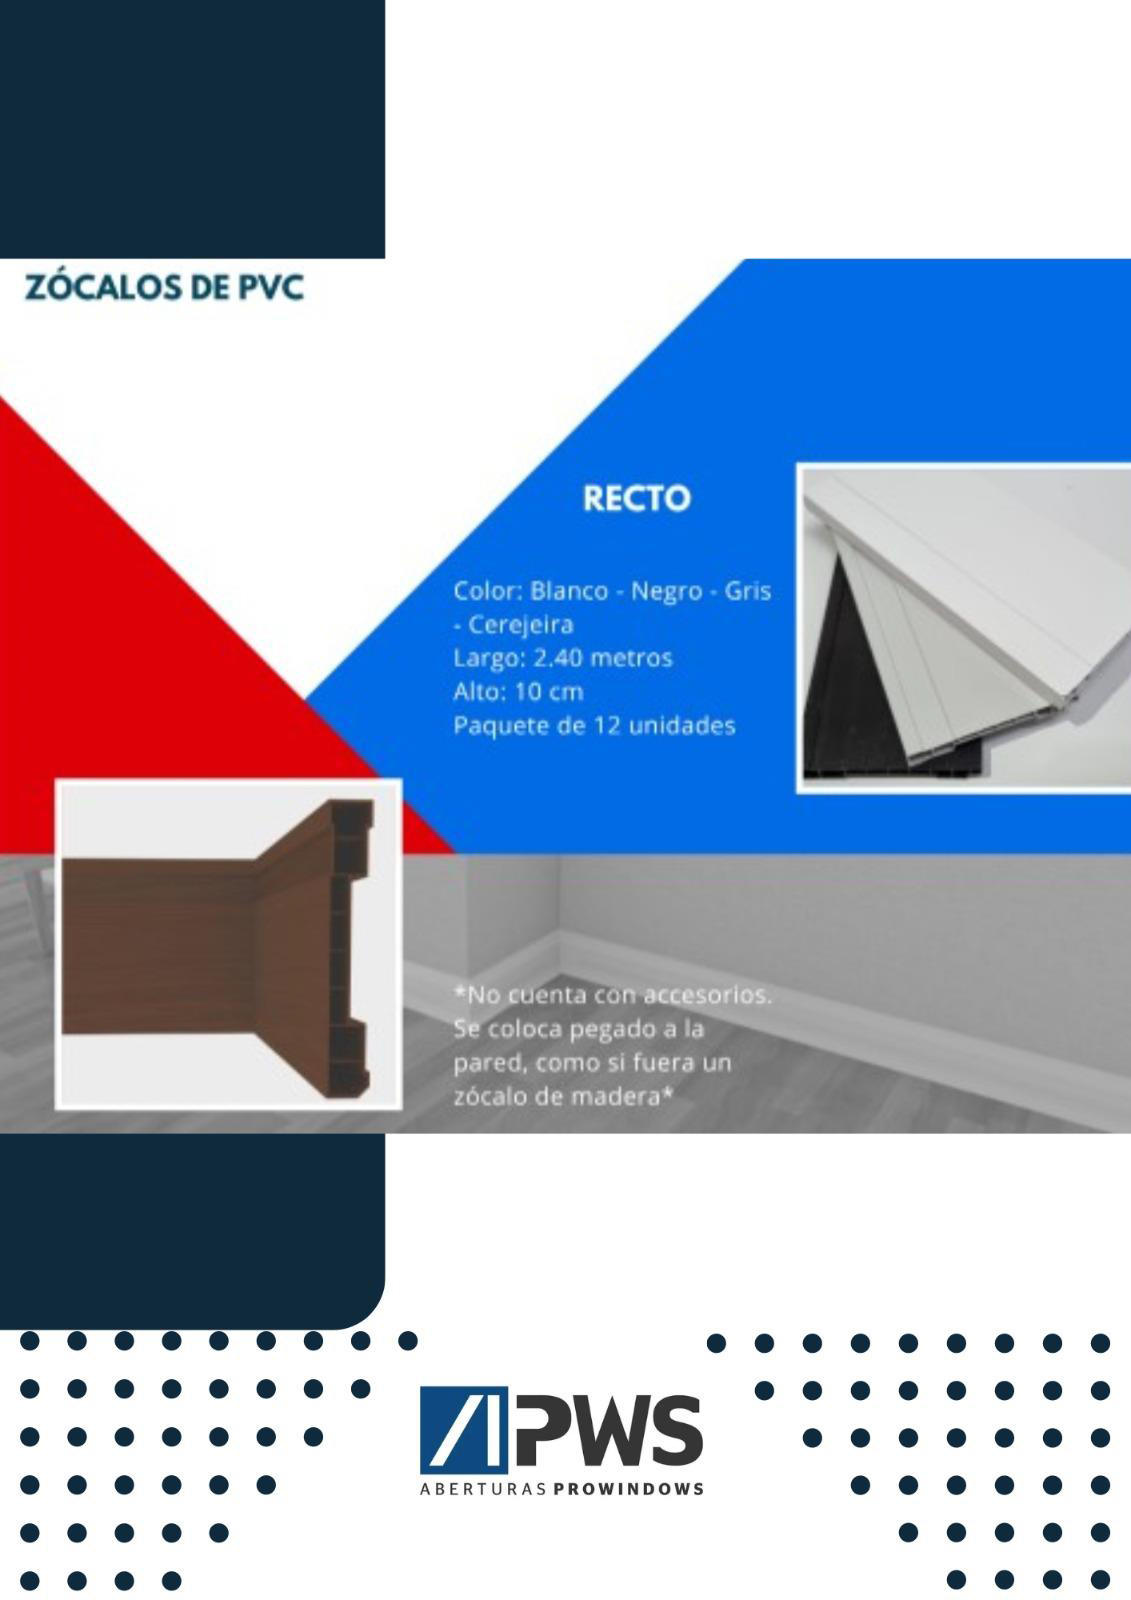 ZÓCALOS DE PVC
RECTO
Color: Blanco - Negro - Gris
- Cerejeira
Largo: 2.40 metros
Alto: 10 cm
Paquete de 12 unidades
*No cuenta con accesorios.
Se coloca pegado a la
pared, como si fuera un
zócalo de madera*
PWS
ABERTURAS PROWINDOWS